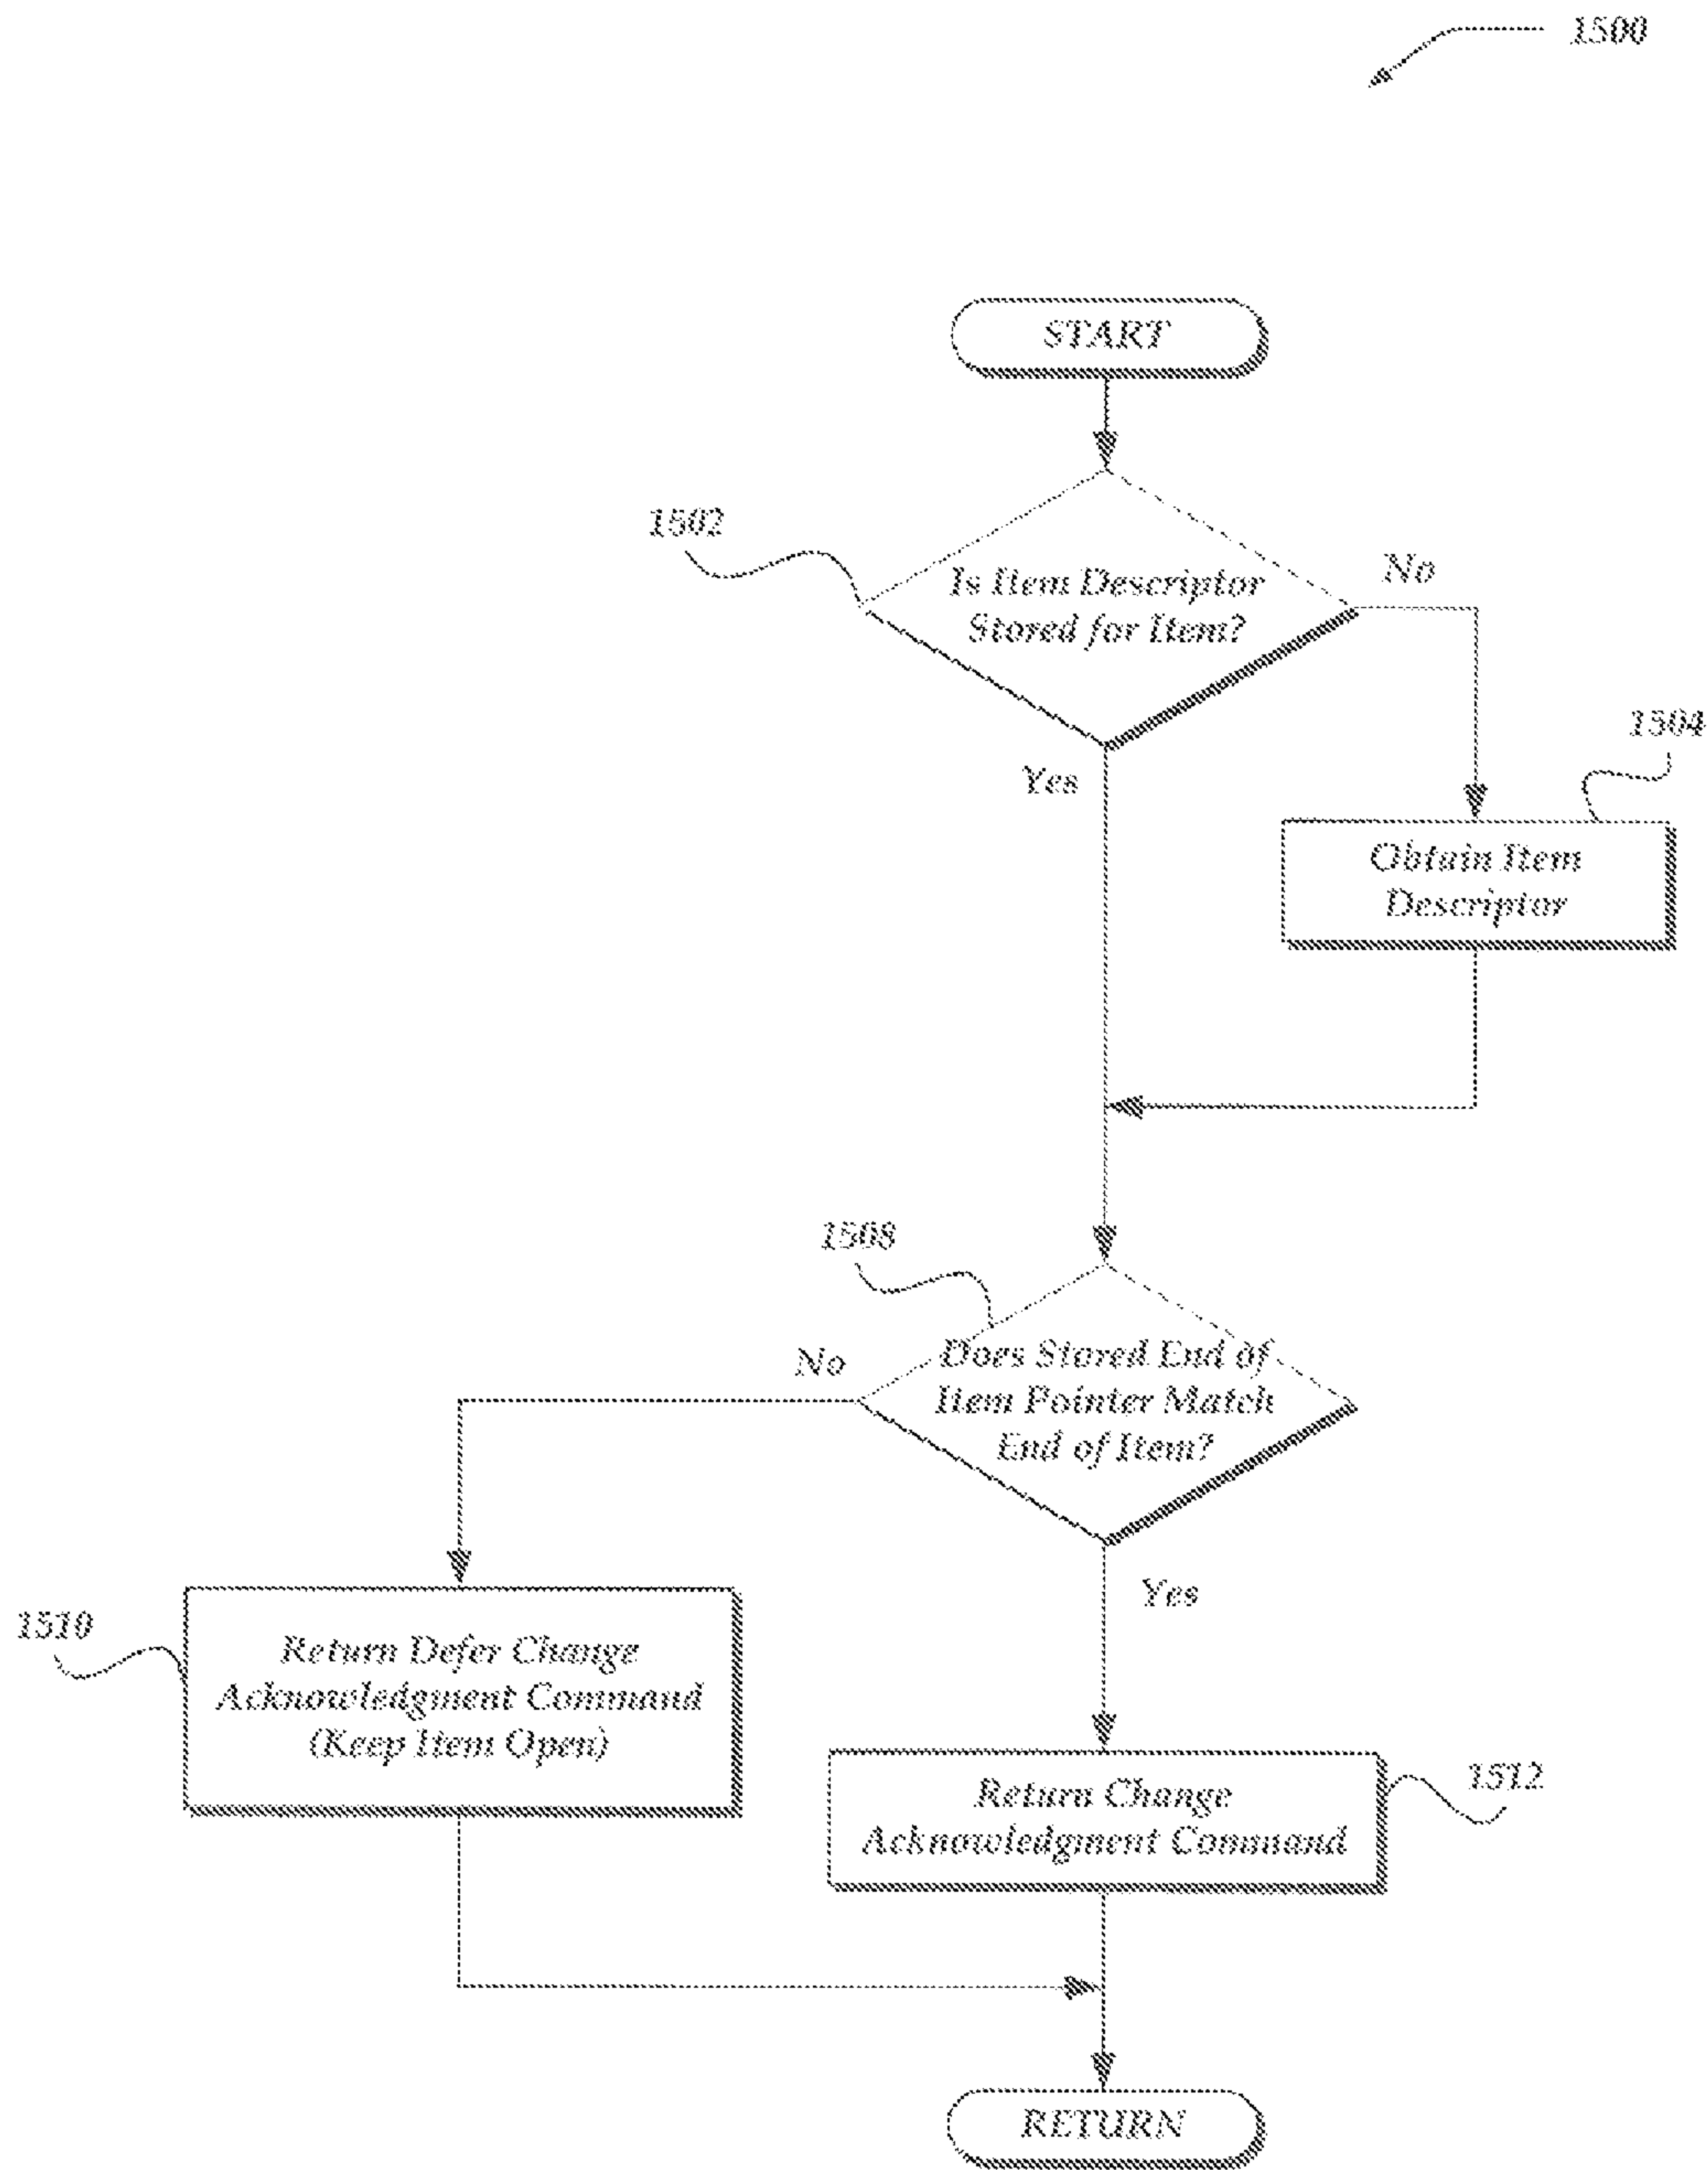 1500
START
1502
Is Item Descriptor
Stored for Item?
No
Yes
1504
Obtain Item
Descriptor
1508
Does Stored End of
Item Pointer Match
End of Item?
No
Yes
1510
Return Defer Change
Acknowledgment Command
(Keep Item Open)
Return Change
Acknowledgment Command
1512
RETURN